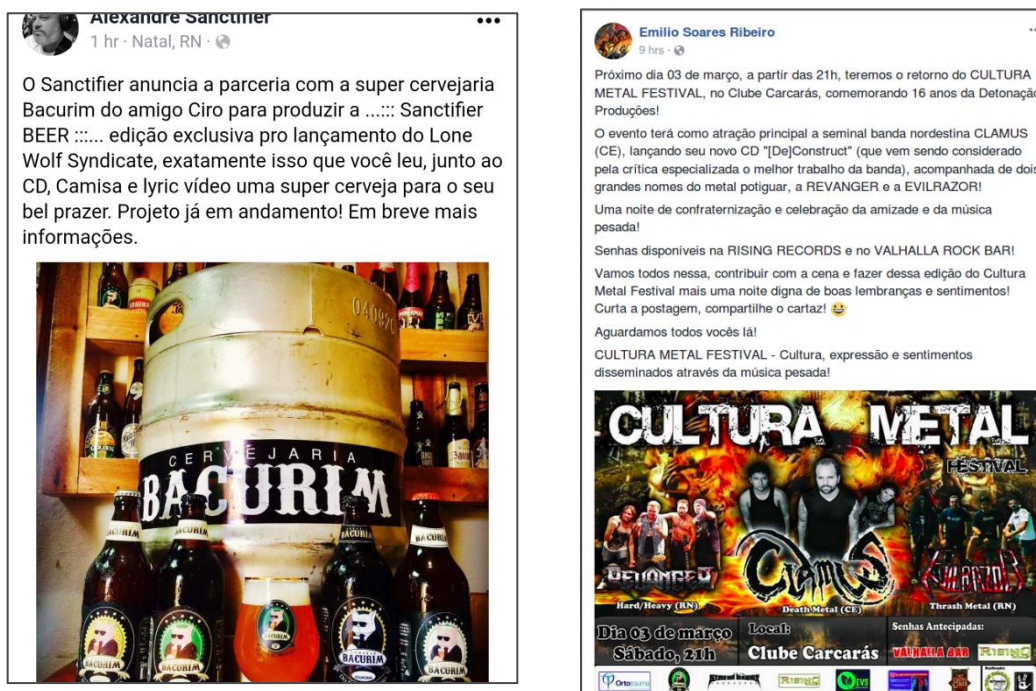 Alexandre Sanctifier
1 hr · Natal, RN ·
O Sanctifier anuncia a parceria com a super cervejaria
Bacurim do amigo Ciro para produzir a ...::: Sanctifier
BEER :::... edição exclusiva pro lançamento do Lone
Wolf Syndicate, exatamente isso que você leu, junto ao
CD, Camisa e lyric vídeo uma super cerveja para o seu
bel prazer. Projeto já em andamento! Em breve mais
informações.
CERVEJARIA
BACURIM
BACURIM
BACURIM
BACURIM
BACURIM
BACURIM
BACURIM
BACURIM
BACURIM
Emilio Soares Ribeiro
9 hrs ·
Próximo dia 03 de março, a partir das 21h, teremos o retorno do CULTURA
METAL FESTIVAL, no Clube Carcarás, comemorando 16 anos da Detonação
Produções!
O evento terá como atração principal a seminal banda nordestina CLAMUS
(CE), lançando seu novo CD "[De]Construct" (que vem sendo considerado
pela crítica especializada o melhor trabalho da banda), acompanhada de dois
grandes nomes do metal potiguar, a REVANGER e a EVILRAZOR!
Uma noite de confraternização e celebração da amizade e da música
pesada!
Senhas disponíveis na RISING RECORDS e no VALHALLA ROCK BAR!
Vamos todos nessa, contribuir com a cena e fazer dessa edição do Cultura
Metal Festival mais uma noite digna de boas lembranças e sentimentos!
Curta a postagem, compartilhe o cartaz! 😀
Aguardamos todos vocês lá!
CULTURA METAL FESTIVAL - Cultura, expressão e sentimentos
disseminados através da música pesada!
CULTURA METAL
FESTIVAL
REVANGER
CLAMUS
EVILRAZOR
Hard/Heavy (RN)
Death Metal (CE)
Thrash Metal (RN)
Dia 03 de março
Sábado, 21h
Local:
Clube Carcarás
Senhas Antecipadas:
VALHALLA BAR
RISING
Ortotrauma
RISING
EVS